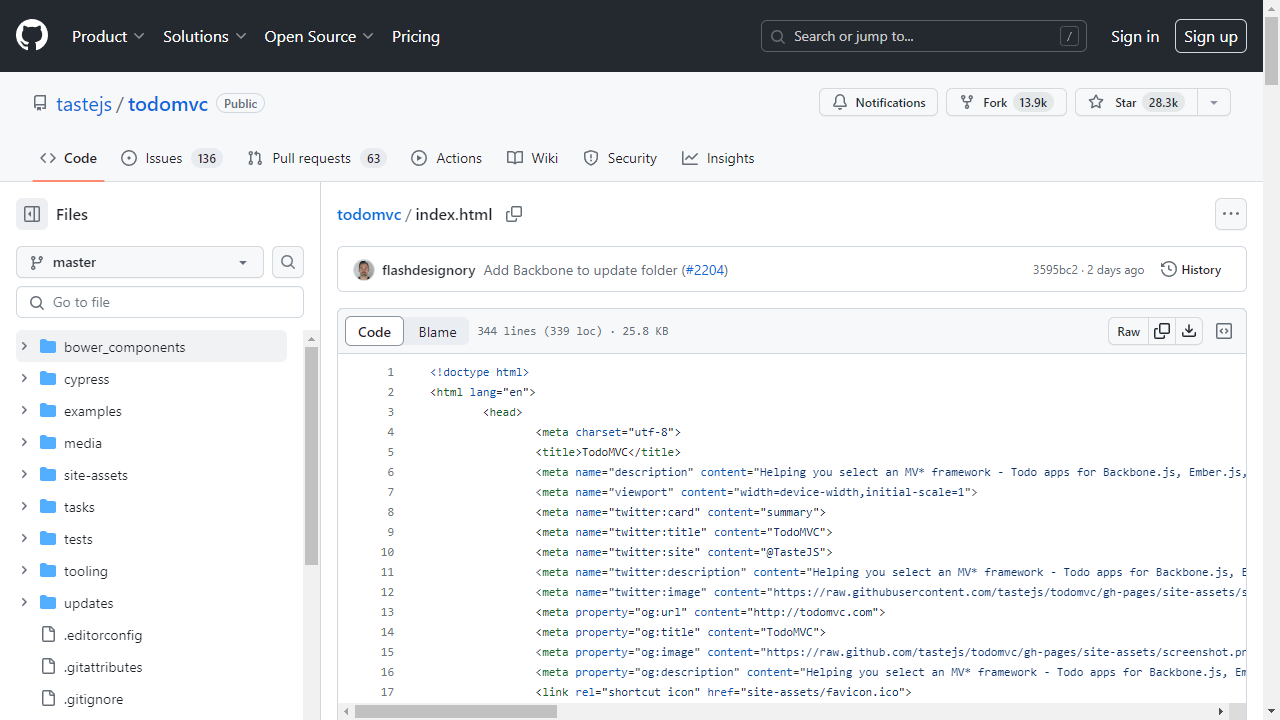 Product Solutions Open Source Pricing Search or jump to... / Sign in Sign up
tastejs / todomvc Public Notifications Fork 13.9k Star 28.3k
Code Issues 136 Pull requests 63 Actions Wiki Security Insights
Files
master
Go to file
bower_components
cypress
examples
media
site-assets
tasks
tests
tooling
updates
.editorconfig
.gitattributes
.gitignore
todomvc / index.html
flashdesignory Add Backbone to update folder (#2204) 3595bc2 · 2 days ago History
Code Blame 344 lines (339 loc) · 25.8 KB Raw
1 <!doctype html>
2 <html lang="en">
3 <head>
4 <meta charset="utf-8">
5 <title>TodoMVC</title>
6 <meta name="description" content="Helping you select an MV* framework - Todo apps for Backbone.js, Ember.js,
7 <meta name="viewport" content="width=device-width,initial-scale=1">
8 <meta name="twitter:card" content="summary">
9 <meta name="twitter:title" content="TodoMVC">
10 <meta name="twitter:site" content="@TasteJS">
11 <meta name="twitter:description" content="Helping you select an MV* framework - Todo apps for Backbone.js, E
12 <meta name="twitter:image" content="https://raw.githubusercontent.com/tastejs/todomvc/gh-pages/site-assets/s
13 <meta property="og:url" content="http://todomvc.com">
14 <meta property="og:title" content="TodoMVC">
15 <meta property="og:image" content="https://raw.github.com/tastejs/todomvc/gh-pages/site-assets/screenshot.pn
16 <meta property="og:description" content="Helping you select an MV* framework - Todo apps for Backbone.js, Em
17 <link rel="shortcut icon" href="site-assets/favicon.ico">